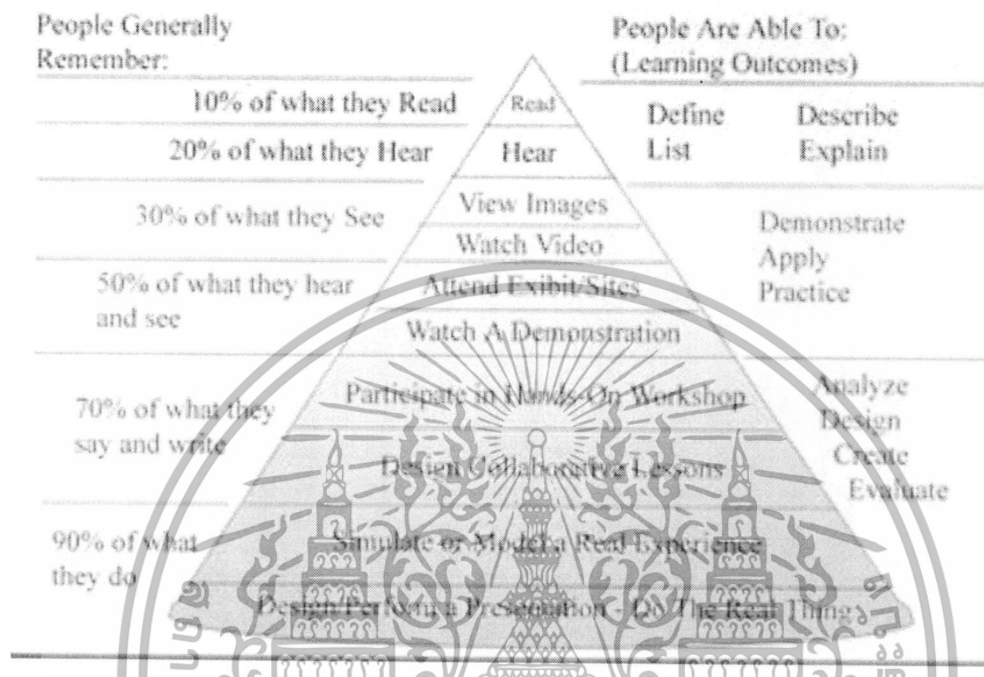 People Generally
Remember:
People Are Able To:
(Learning Outcomes)
10% of what they Read
Read
Define
Describe
20% of what they Hear
Hear
List
Explain
30% of what they See
View Images
Watch Video
Demonstrate
Apply
Practice
50% of what they hear
and see
Attend Exibit/Sites
Watch A Demonstration
70% of what they
say and write
Participate in Hands-On Workshop
Design Collaborative Lessons
Analyze
Design
Create
Evaluate
90% of what
they do
Simulate or Model a Real Experience
Design/Perform a Presentation - Do The Real Thing